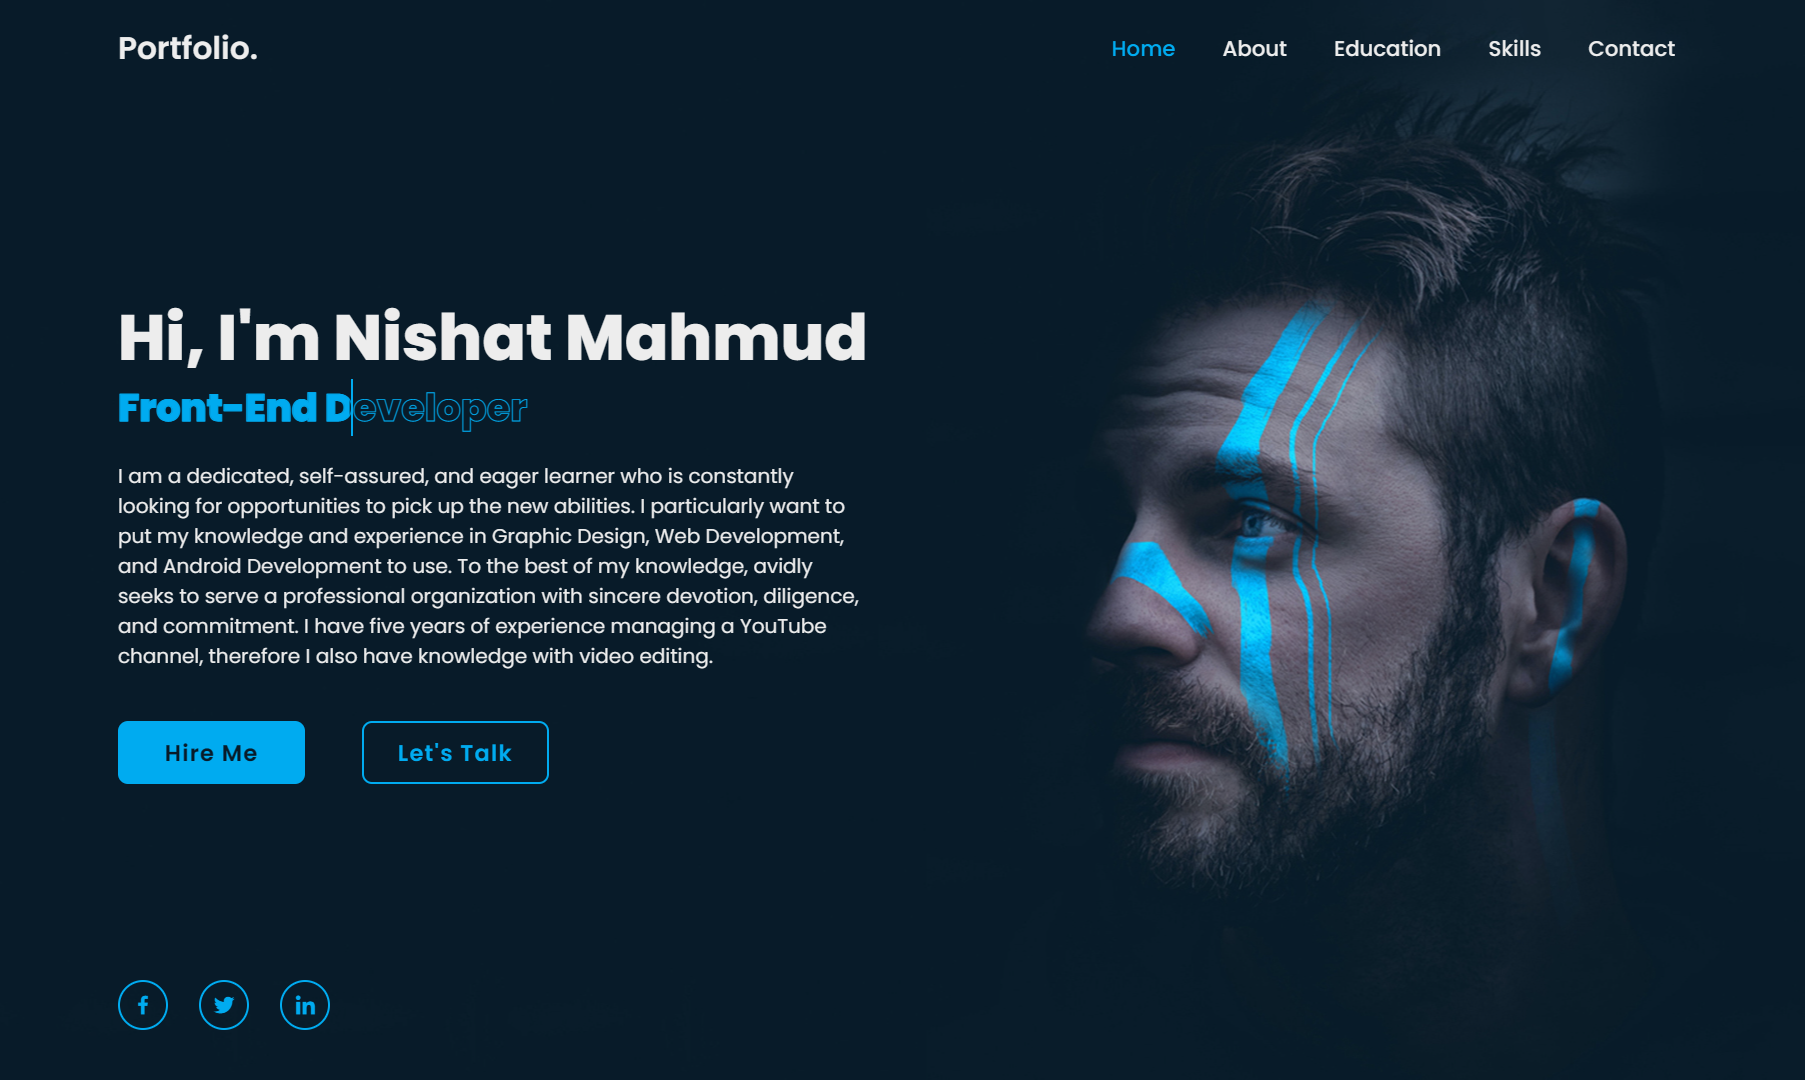 Portfolio.
Home About Education Skills Contact
Hi, I'm Nishat Mahmud
Front-End Developer
I am a dedicated, self-assured, and eager learner who is constantly
looking for opportunities to pick up the new abilities. I particularly want to
put my knowledge and experience in Graphic Design, Web Development,
and Android Development to use. To the best of my knowledge, avidly
seeks to serve a professional organization with sincere devotion, diligence,
and commitment. I have five years of experience managing a YouTube
channel, therefore I also have knowledge with video editing.
Hire Me Let's Talk